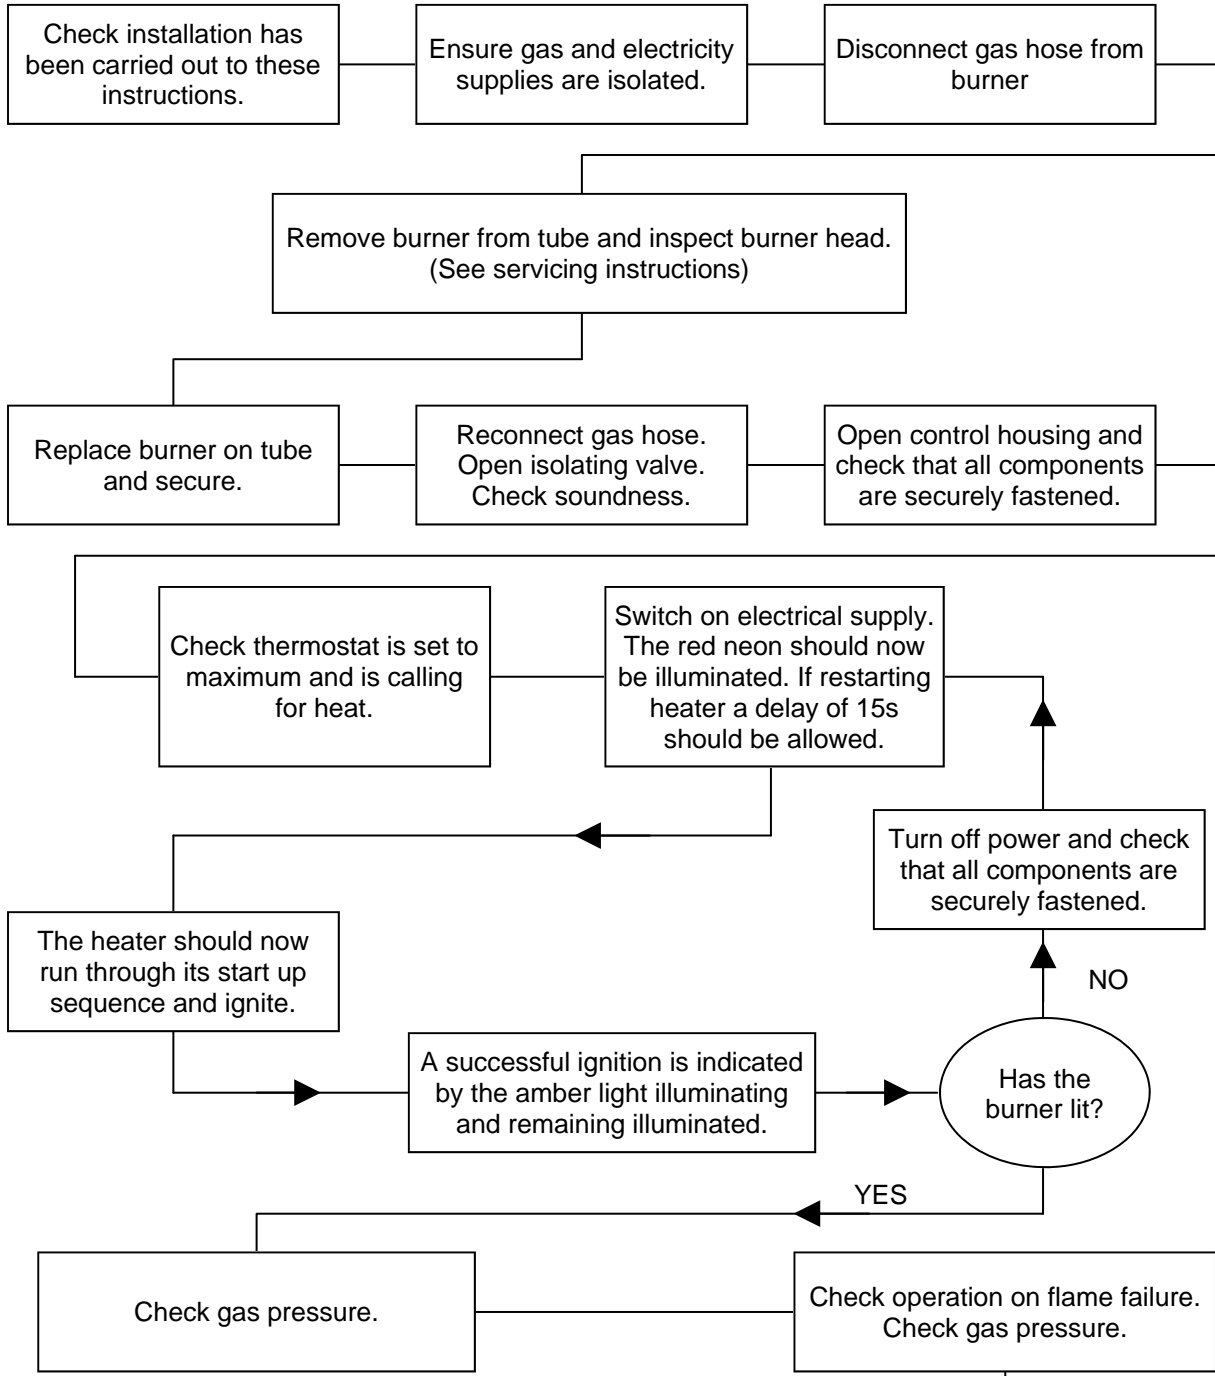 Check installation has
been carried out to these
instructions.
Ensure gas and electricity
supplies are isolated.
Disconnect gas hose from
burner
Remove burner from tube and inspect burner head.
(See servicing instructions)
Replace burner on tube
and secure.
Reconnect gas hose.
Open isolating valve.
Check soundness.
Open control housing and
check that all components
are securely fastened.
Check thermostat is set to
maximum and is calling
for heat.
Switch on electrical supply.
The red neon should now
be illuminated. If restarting
heater a delay of 15s
should be allowed.
Turn off power and check
that all components are
securely fastened.
The heater should now
run through its start up
sequence and ignite.
NO
A successful ignition is indicated
by the amber light illuminating
and remaining illuminated.
Has the
burner lit?
YES
Check gas pressure.
Check operation on flame failure.
Check gas pressure.